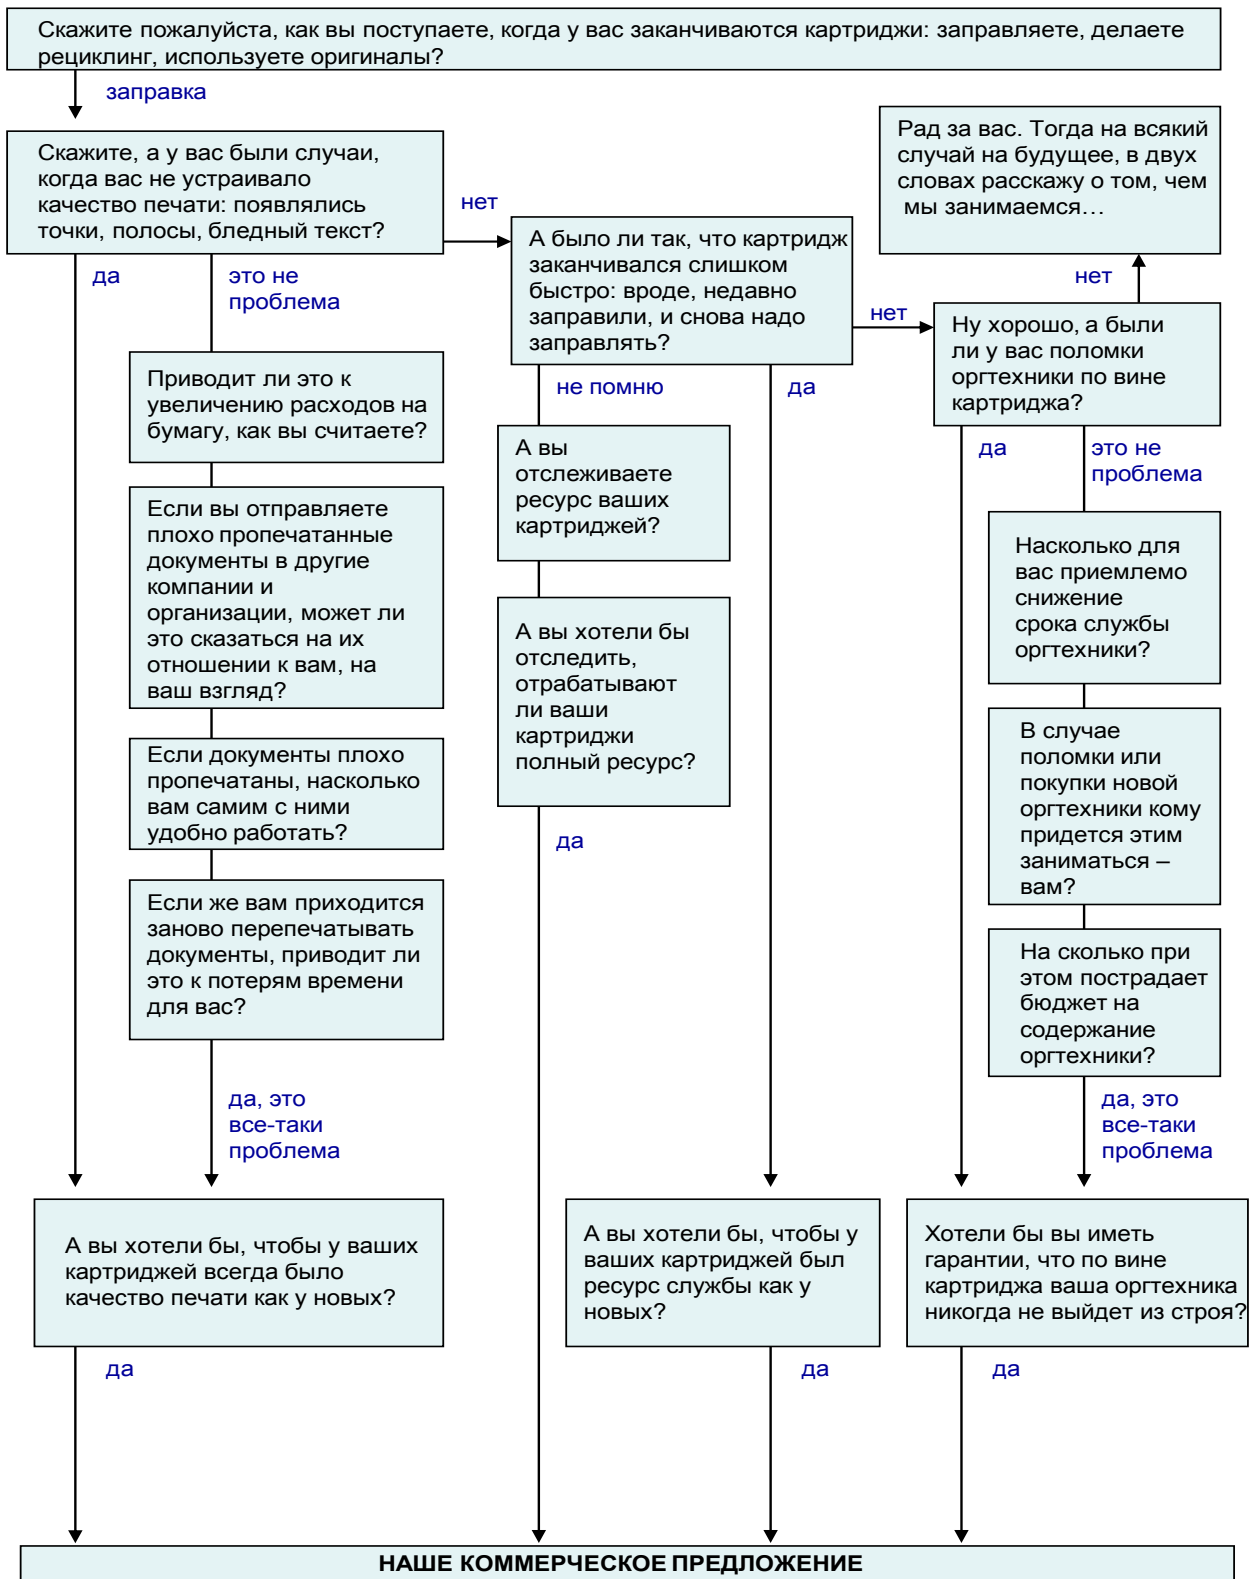 Скажите пожалуйста, как вы поступаете, когда у вас заканчиваются картриджи: заправляете, делаете
рециклинг, используете оригиналы?
заправка
Скажите, а у вас были случаи,
когда вас не устраивало
качество печати: появлялись
точки, полосы, бледный текст?
нет
да
это не
проблема
Приводит ли это к
увеличению расходов на
бумагу, как вы считаете?
Если вы отправляете
плохо пропечатанные
документы в другие
компании и
организации, может ли
это сказаться на их
отношении к вам, на
ваш взгляд?
Если документы плохо
пропечатаны, насколько
вам самим с ними
удобно работать?
Если же вам приходится
заново перепечатывать
документы, приводит ли
это к потерям времени
для вас?
да, это
все-таки
проблема
А вы хотели бы, чтобы у ваших
картриджей всегда было
качество печати как у новых?
да
А было ли так, что картридж
заканчивался слишком
быстро: вроде, недавно
заправили, и снова надо
заправлять?
нет
не помню
да
А вы
отслеживаете
ресурс ваших
картриджей?
А вы хотели бы
отследить,
отрабатывают
ли ваши
картриджи
полный ресурс?
да
А вы хотели бы, чтобы у
ваших картриджей был
ресурс службы как у
новых?
да
Рад за вас. Тогда на всякий
случай на будущее, в двух
словах расскажу о том, чем
мы занимаемся…
нет
Ну хорошо, а были
ли у вас поломки
оргтехники по вине
картриджа?
да
это не
проблема
Насколько для
вас приемлемо
снижение
срока службы
оргтехники?
В случае
поломки или
покупки новой
оргтехники кому
придется этим
заниматься –
вам?
На сколько при
этом пострадает
бюджет на
содержание
оргтехники?
да, это
все-таки
проблема
Хотели бы вы иметь
гарантии, что по вине
картриджа ваша оргтехника
никогда не выйдет из строя?
да
НАШЕ КОММЕРЧЕСКОЕ ПРЕДЛОЖЕНИЕ